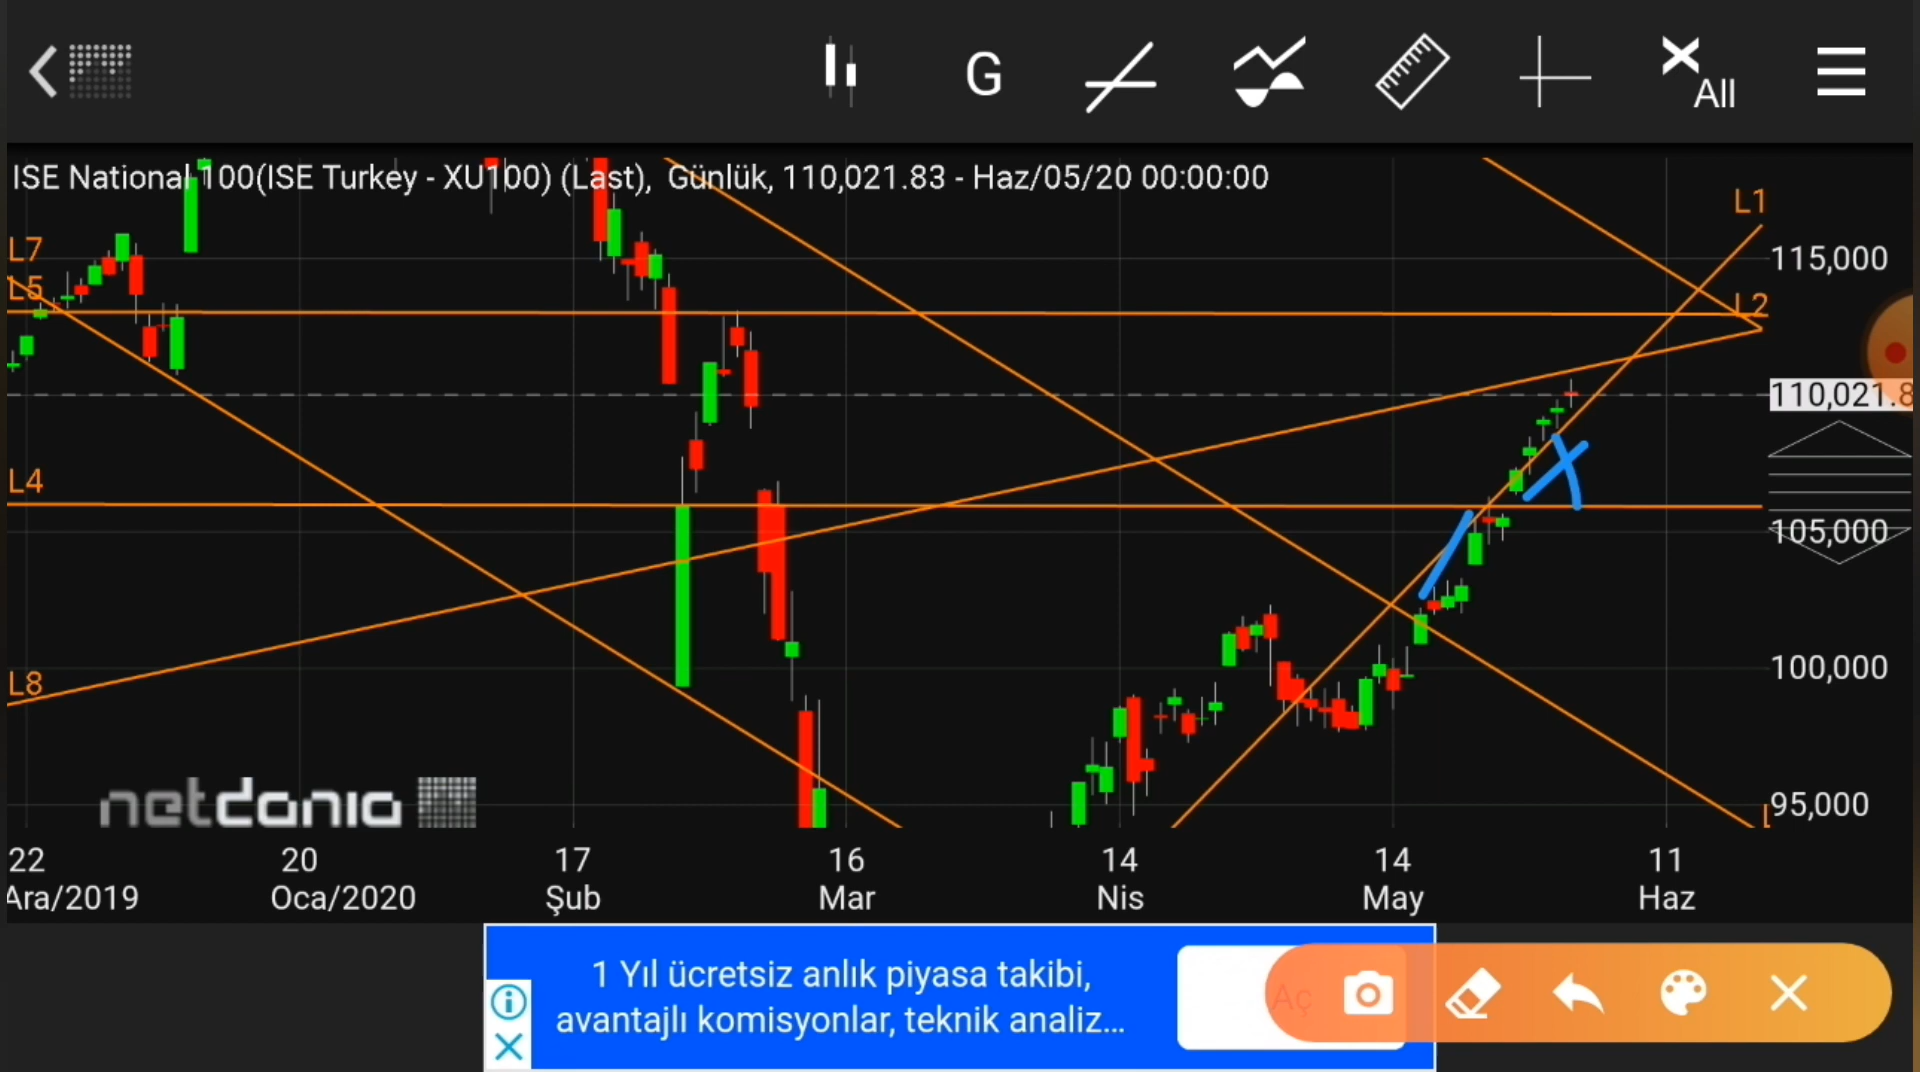 G
All
ISE National 100(ISE Turkey - XU100) (Last), Günlük, 110,021.83 - Haz/05/20 00:00:00
L1
L7
115,000
L5
L2
110,021.8
L4
105,000
100,000
L8
95,000
netdania
22 20 17 16 14 14 11
Ara/2019 Oca/2020 Şub Mar Nis May Haz
1 Yıl ücretsiz anlık piyasa takibi,
avantajlı komisyonlar, teknik analiz...
Aç